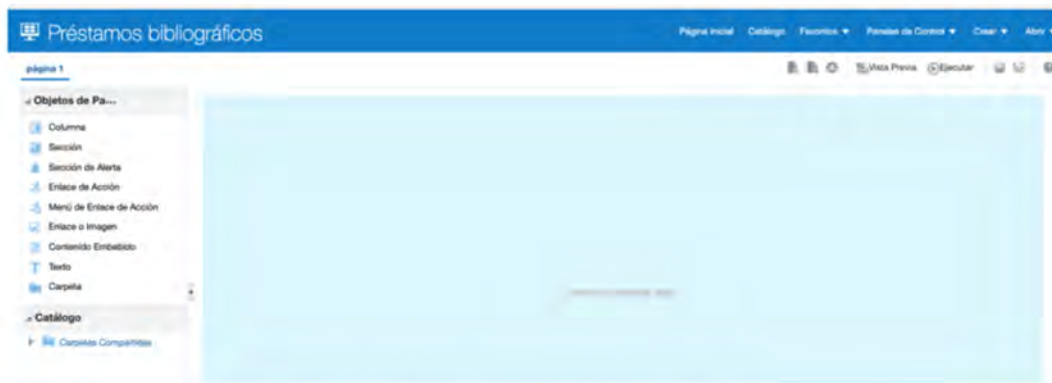 Préstamos bibliográficos
Página Inicial Catálogo Favoritos Paneles de Control Crear Abrir
página 1
Vista Previa Ejecutar
Objetos de Pa...
Columna
Sección
Sección de Alerta
Enlace de Acción
Menú de Enlace de Acción
Enlace o Imagen
Contenido Embebido
Texto
Carpeta
Catálogo
Carpetas Compartidas